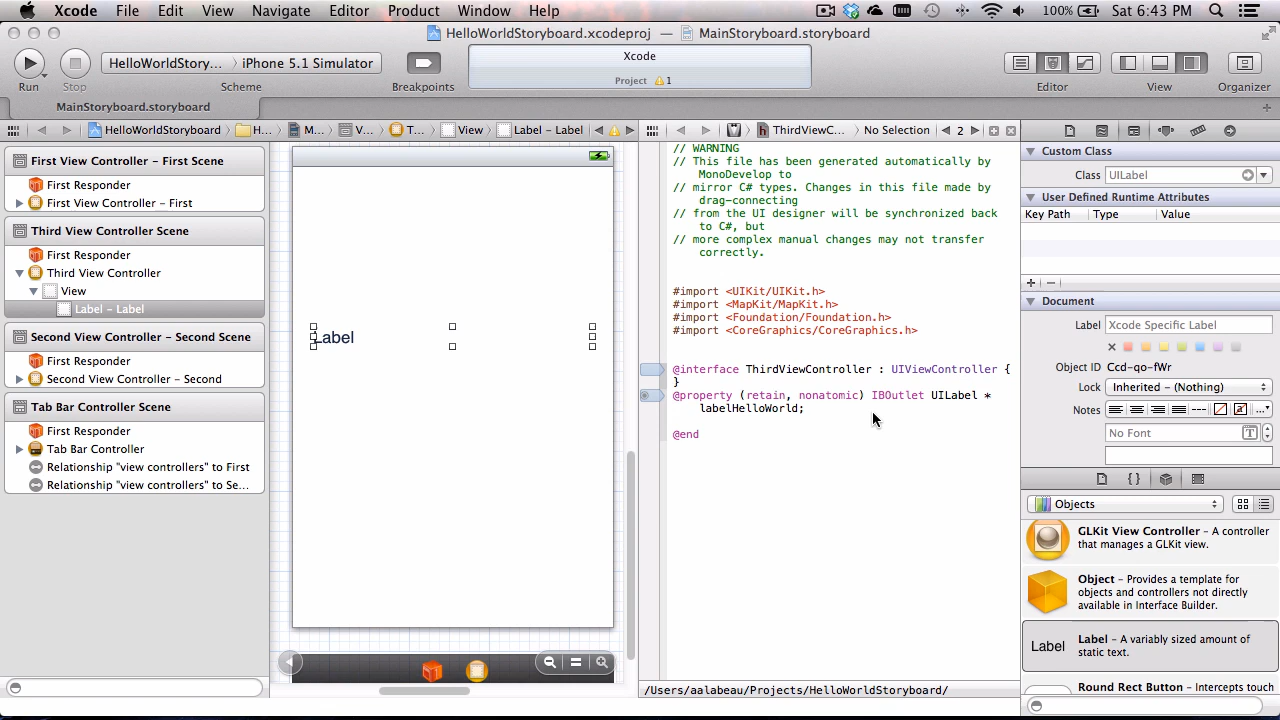 Xcode File Edit View Navigate Editor Product Window Help 100% Sat 6:43 PM
HelloWorldStoryboard.xcodeproj — MainStoryboard.storyboard
HelloWorldStory... iPhone 5.1 Simulator
Xcode
Project 1
Run Stop Scheme Breakpoints Editor View Organizer
MainStoryboard.storyboard
HelloWorldStoryboard H... M... V... T... View Label – Label
ThirdViewC... No Selection 2
First View Controller – First Scene
First Responder
First View Controller – First
Third View Controller Scene
First Responder
Third View Controller
View
Label – Label
Second View Controller – Second Scene
First Responder
Second View Controller – Second
Tab Bar Controller Scene
First Responder
Tab Bar Controller
Relationship "view controllers" to First
Relationship "view controllers" to Se...
Label
// WARNING
// This file has been generated automatically by
MonoDevelop to
// mirror C# types. Changes in this file made by
drag-connecting
// from the UI designer will be synchronized back
to C#, but
// more complex manual changes may not transfer
correctly.
#import <UIKit/UIKit.h>
#import <MapKit/MapKit.h>
#import <Foundation/Foundation.h>
#import <CoreGraphics/CoreGraphics.h>
@interface ThirdViewController : UIViewController {
}
@property (retain, nonatomic) IBOutlet UILabel *
labelHelloWorld;
@end
/Users/aalabeau/Projects/HelloWorldStoryboard/
Custom Class
Class UILabel
User Defined Runtime Attributes
Key Path Type Value
Document
Label Xcode Specific Label
Object ID Ccd-qo-fWr
Lock Inherited – (Nothing)
Notes
No Font
Objects
GLKit View Controller – A controller
that manages a GLKit view.
Object – Provides a template for
objects and controllers not directly
available in Interface Builder.
Label
Label – A variably sized amount of
static text.
Round Rect Button – Intercepts touch